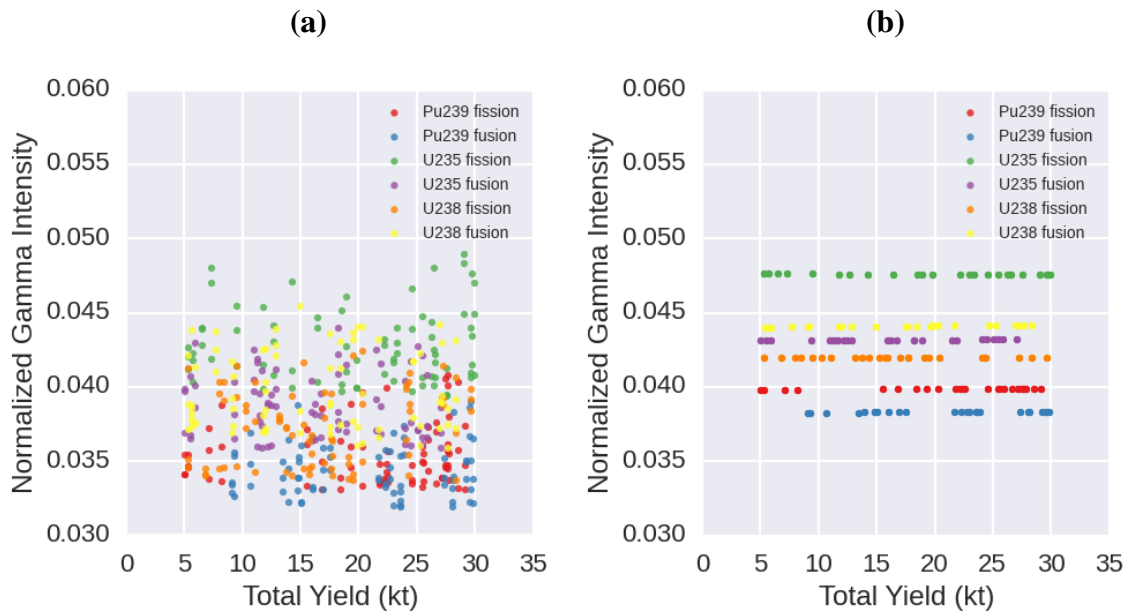 (a)
Normalized Gamma Intensity
0.060
0.055
0.050
0.045
0.040
0.035
0.030
Pu239 fission
Pu239 fusion
U235 fission
U235 fusion
U238 fission
U238 fusion
0 5 10 15 20 25 30 35
Total Yield (kt)
(b)
Normalized Gamma Intensity
0.060
0.055
0.050
0.045
0.040
0.035
0.030
Pu239 fission
Pu239 fusion
U235 fission
U235 fusion
U238 fission
U238 fusion
0 5 10 15 20 25 30 35
Total Yield (kt)